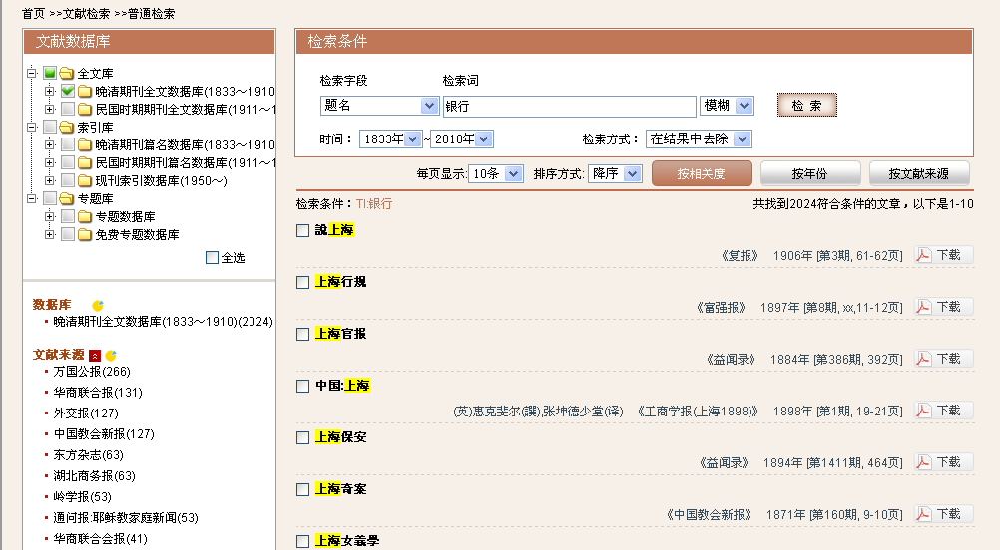 首页 >>文献检索 >>普通检索
文献数据库
全文库
晚清期刊全文数据库(1833～1910
民国时期期刊全文数据库(1911～1
索引库
晚清期刊篇名数据库(1833～1910
民国时期期刊篇名数据库(1911～1
现刊索引数据库(1950～)
专题库
专题数据库
免费专题数据库
全选
数据库
晚清期刊全文数据库(1833～1910)(2024)
文献来源
万国公报(266)
华商联合报(131)
外交报(127)
中国教会新报(127)
东方杂志(63)
湖北商务报(63)
岭学报(53)
通问报:耶稣教家庭新闻(53)
华商联合会报(41)
检索条件
检索字段 检索词
题名 银行 模糊 检 索
时间： 1833年 ~ 2010年 检索方式： 在结果中去除
每页显示: 10条 排序方式: 降序 按相关度 按年份 按文献来源
检索条件：TI:银行 共找到2024符合条件的文章，以下是1-10
說上海
《复报》 1906年 [第3期, 61-62页] 下载
上海行规
《富强报》 1897年 [第8期, xx,11-12页] 下载
上海官报
《益闻录》 1884年 [第386期, 392页] 下载
中国:上海
(英)惠克斐尔(譔),张坤德少堂(译) 《工商学报(上海1898)》 1898年 [第1期, 19-21页] 下载
上海保安
《益闻录》 1894年 [第1411期, 464页] 下载
上海奇案
《中国教会新报》 1871年 [第160期, 9-10页] 下载
上海女義學